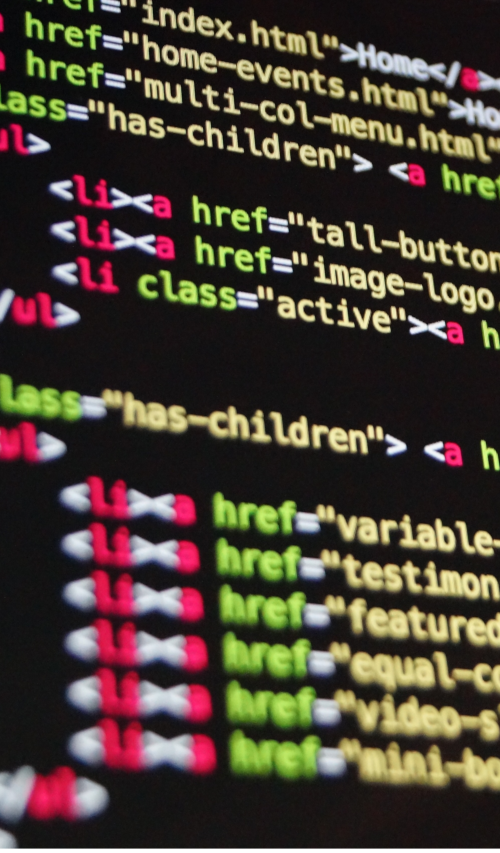 ref="index.html">Home</a>
href="home-events.html">Ho
href="multi-col-menu.html"
lass="has-children"> <a href
ul>
<li><a href="tall-button
<li><a href="image-logo
<li class="active"><a h
/ul>
lass="has-children"> <a h
ul>
<li><a href="variable-
<li><a href="testimon
<li><a href="featured
<li><a href="equal-co
<li><a href="video-s
<li><a href="mini-bo
</ul>